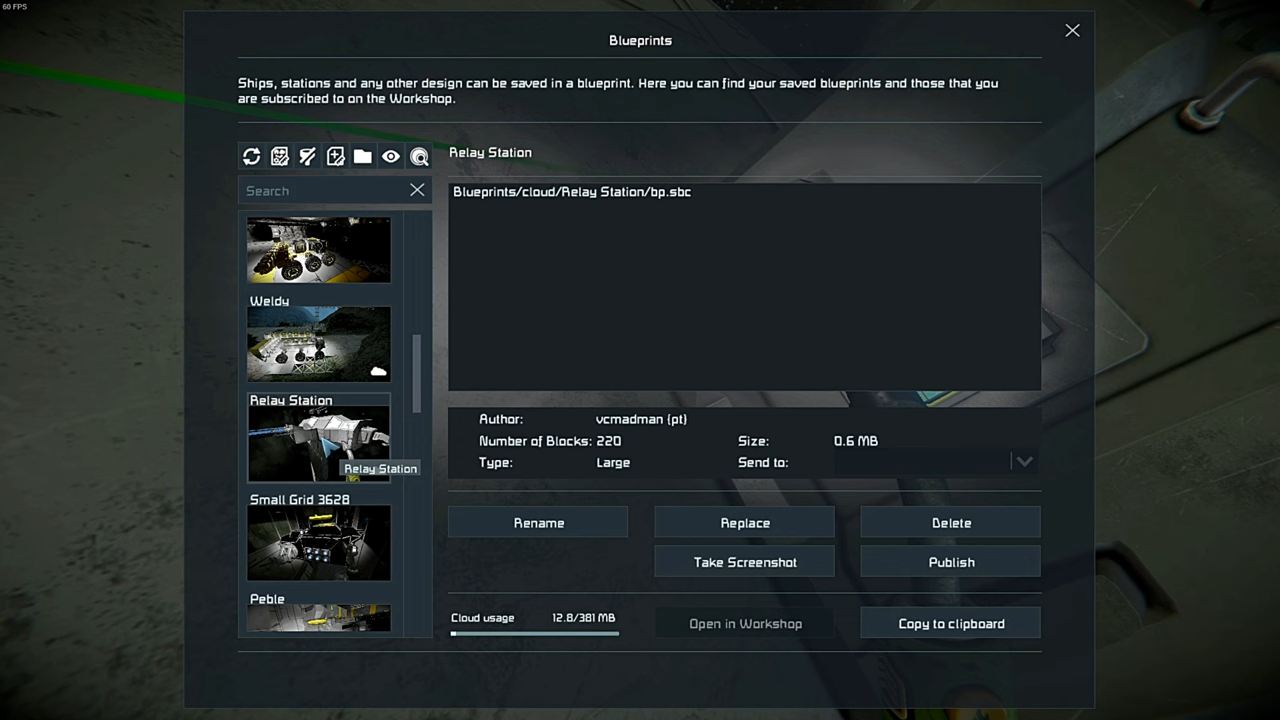 60 FPS
Blueprints
Ships, stations and any other design can be saved in a blueprint. Here you can find your saved blueprints and those that
are subscribed to on the Workshop.
Relay Station
Search
Blueprints/cloud/Relay Station/bp.sbc
Weldy
Relay Station
Relay Station
Small Grid 3628
Peble
Author: vcmadman (pt)
Number of Blocks: 220 Size: 0.6 MB
Type: Large Send to:
Rename Replace Delete
Take Screenshot Publish
Cloud usage 12.8/381 MB Open in Workshop Copy to clipboard